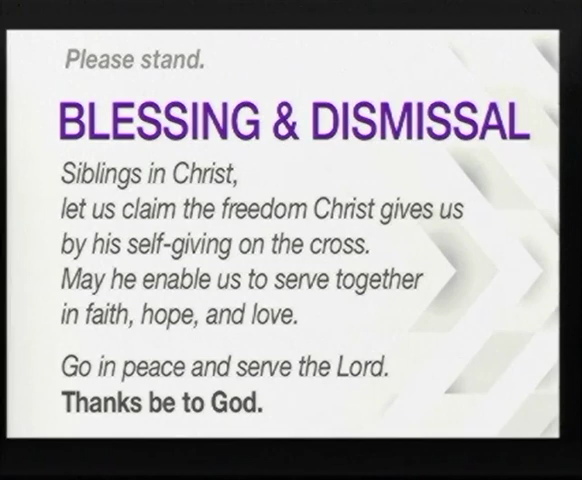 Please stand.
BLESSING & DISMISSAL
Siblings in Christ,
let us claim the freedom Christ gives us
by his self-giving on the cross.
May he enable us to serve together
in faith, hope, and love.
Go in peace and serve the Lord.
Thanks be to God.